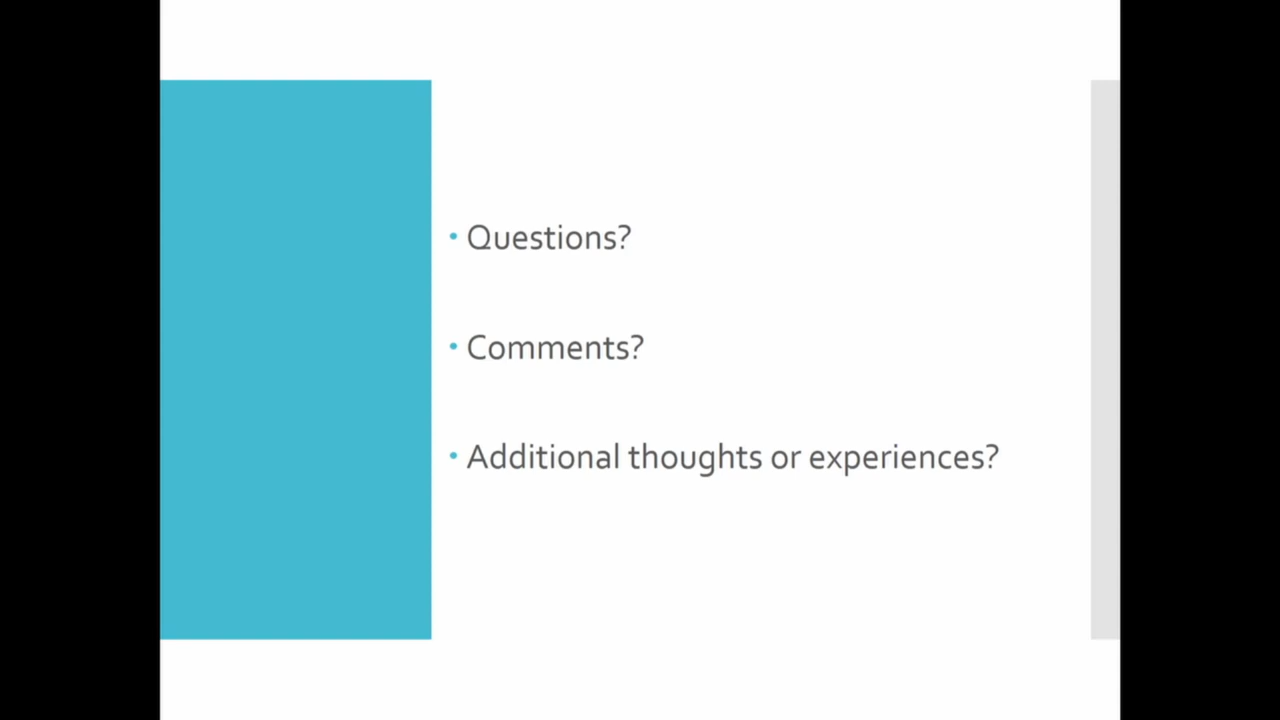 • Questions?
• Comments?
• Additional thoughts or experiences?